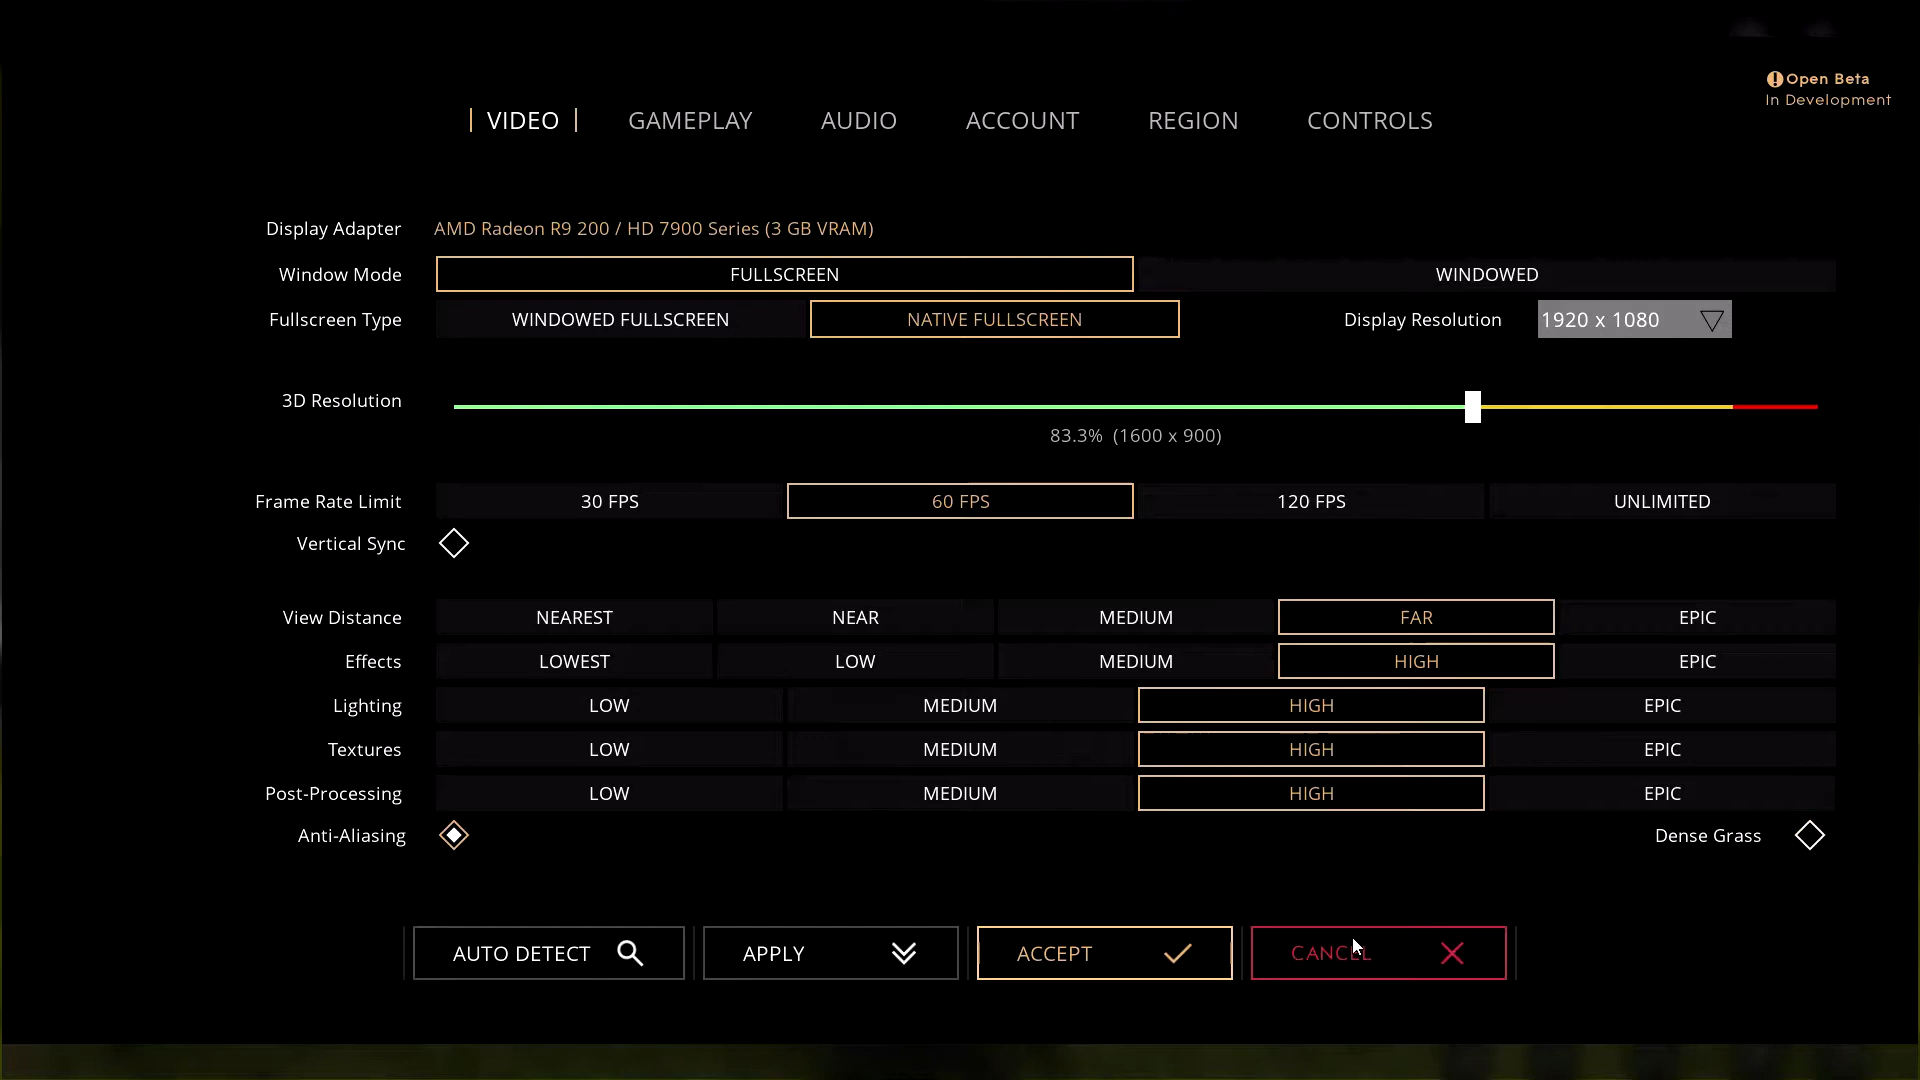 Open Beta
In Development
VIDEO GAMEPLAY AUDIO ACCOUNT REGION CONTROLS
Display Adapter AMD Radeon R9 200 / HD 7900 Series (3 GB VRAM)
Window Mode FULLSCREEN WINDOWED
Fullscreen Type WINDOWED FULLSCREEN NATIVE FULLSCREEN Display Resolution 1920 x 1080
3D Resolution
83.3% (1600 x 900)
Frame Rate Limit 30 FPS 60 FPS 120 FPS UNLIMITED
Vertical Sync
View Distance NEAREST NEAR MEDIUM FAR EPIC
Effects LOWEST LOW MEDIUM HIGH EPIC
Lighting LOW MEDIUM HIGH EPIC
Textures LOW MEDIUM HIGH EPIC
Post-Processing LOW MEDIUM HIGH EPIC
Anti-Aliasing Dense Grass
AUTO DETECT APPLY ACCEPT CANCEL